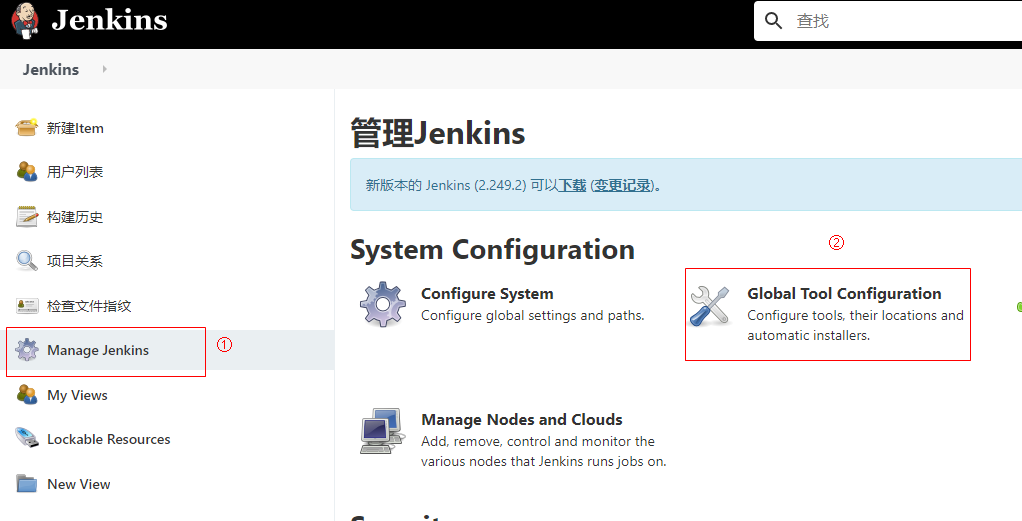 Jenkins
查找
Jenkins
新建Item
用户列表
构建历史
项目关系
检查文件指纹
Manage Jenkins
①
My Views
Lockable Resources
New View
管理Jenkins
新版本的 Jenkins (2.249.2) 可以下载 (变更记录)。
System Configuration
②
Configure System
Configure global settings and paths.
Global Tool Configuration
Configure tools, their locations and
automatic installers.
Manage Nodes and Clouds
Add, remove, control and monitor the
various nodes that Jenkins runs jobs on.